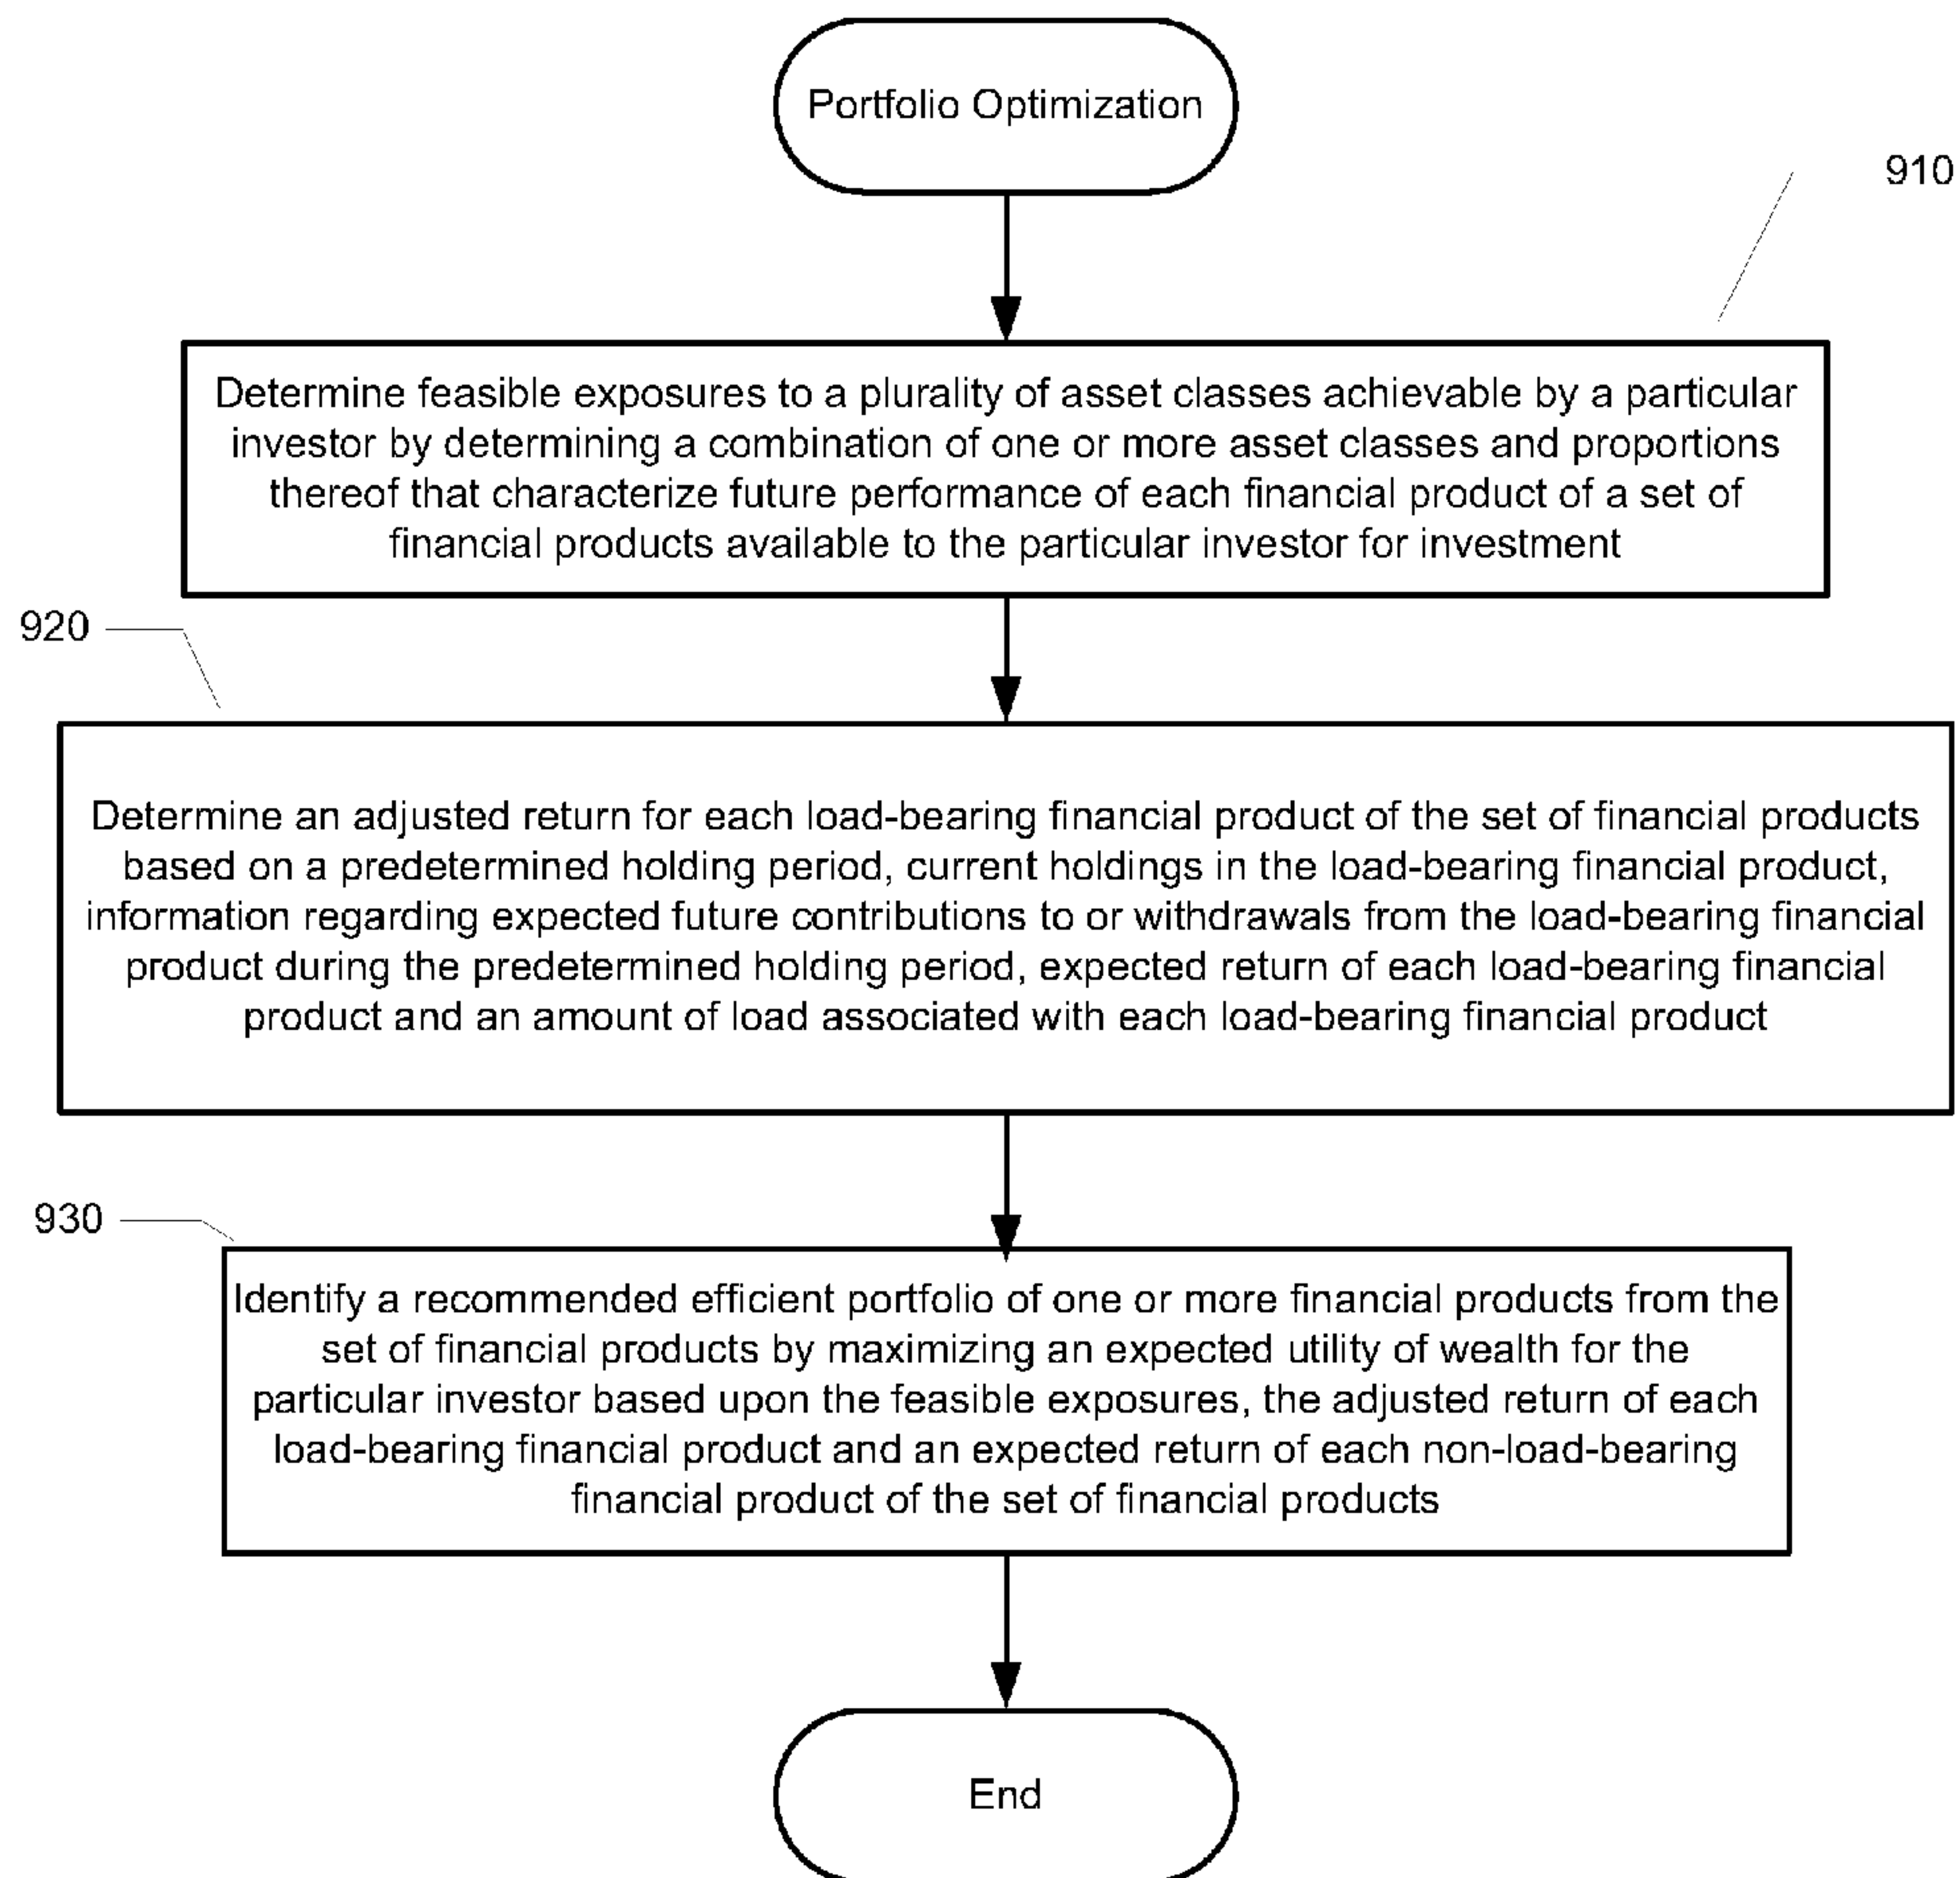 Portfolio Optimization
910
Determine feasible exposures to a plurality of asset classes achievable by a particular
investor by determining a combination of one or more asset classes and proportions
thereof that characterize future performance of each financial product of a set of
financial products available to the particular investor for investment
920
Determine an adjusted return for each load-bearing financial product of the set of financial products
based on a predetermined holding period, current holdings in the load-bearing financial product,
information regarding expected future contributions to or withdrawals from the load-bearing financial
product during the predetermined holding period, expected return of each load-bearing financial
product and an amount of load associated with each load-bearing financial product
930
Identify a recommended efficient portfolio of one or more financial products from the
set of financial products by maximizing an expected utility of wealth for the
particular investor based upon the feasible exposures, the adjusted return of each
load-bearing financial product and an expected return of each non-load-bearing
financial product of the set of financial products
End